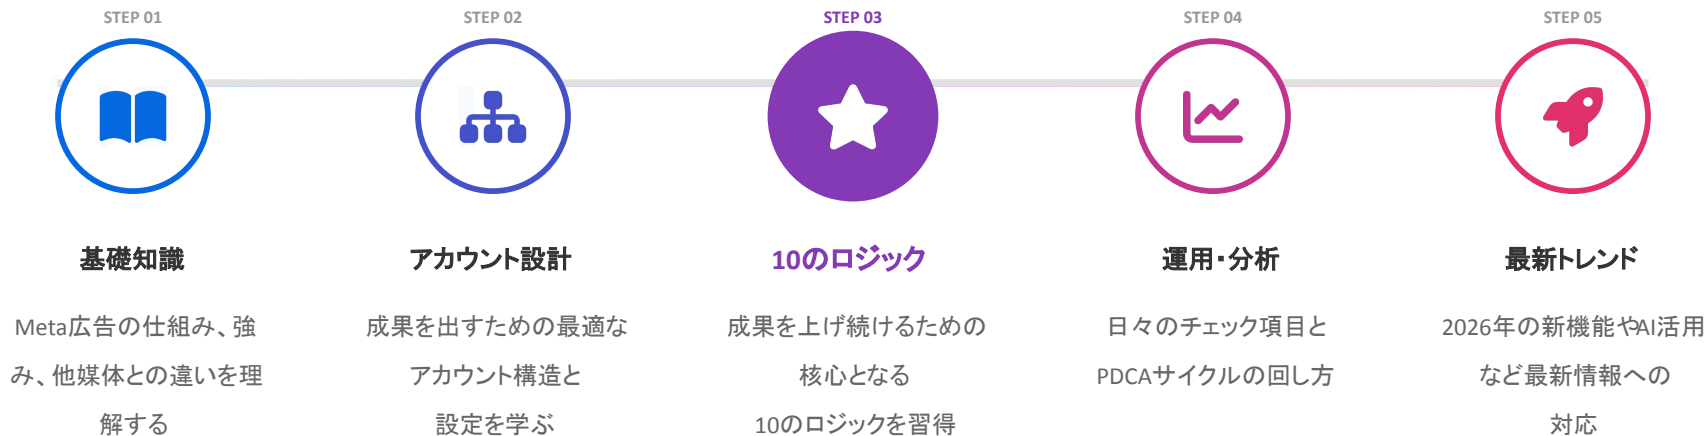 STEP 01
基礎知識
Meta広告の仕組み、強
み、他媒体との違いを理
解する
STEP 02
アカウント設計
成果を出すための最適な
アカウント構造と
設定を学ぶ
STEP 03
10のロジック
成果を上げ続けるための
核心となる
10のロジックを習得
STEP 04
運用・分析
日々のチェック項目と
PDCAサイクルの回し方
STEP 05
最新トレンド
2026年の新機能やAI活用
など最新情報への
対応